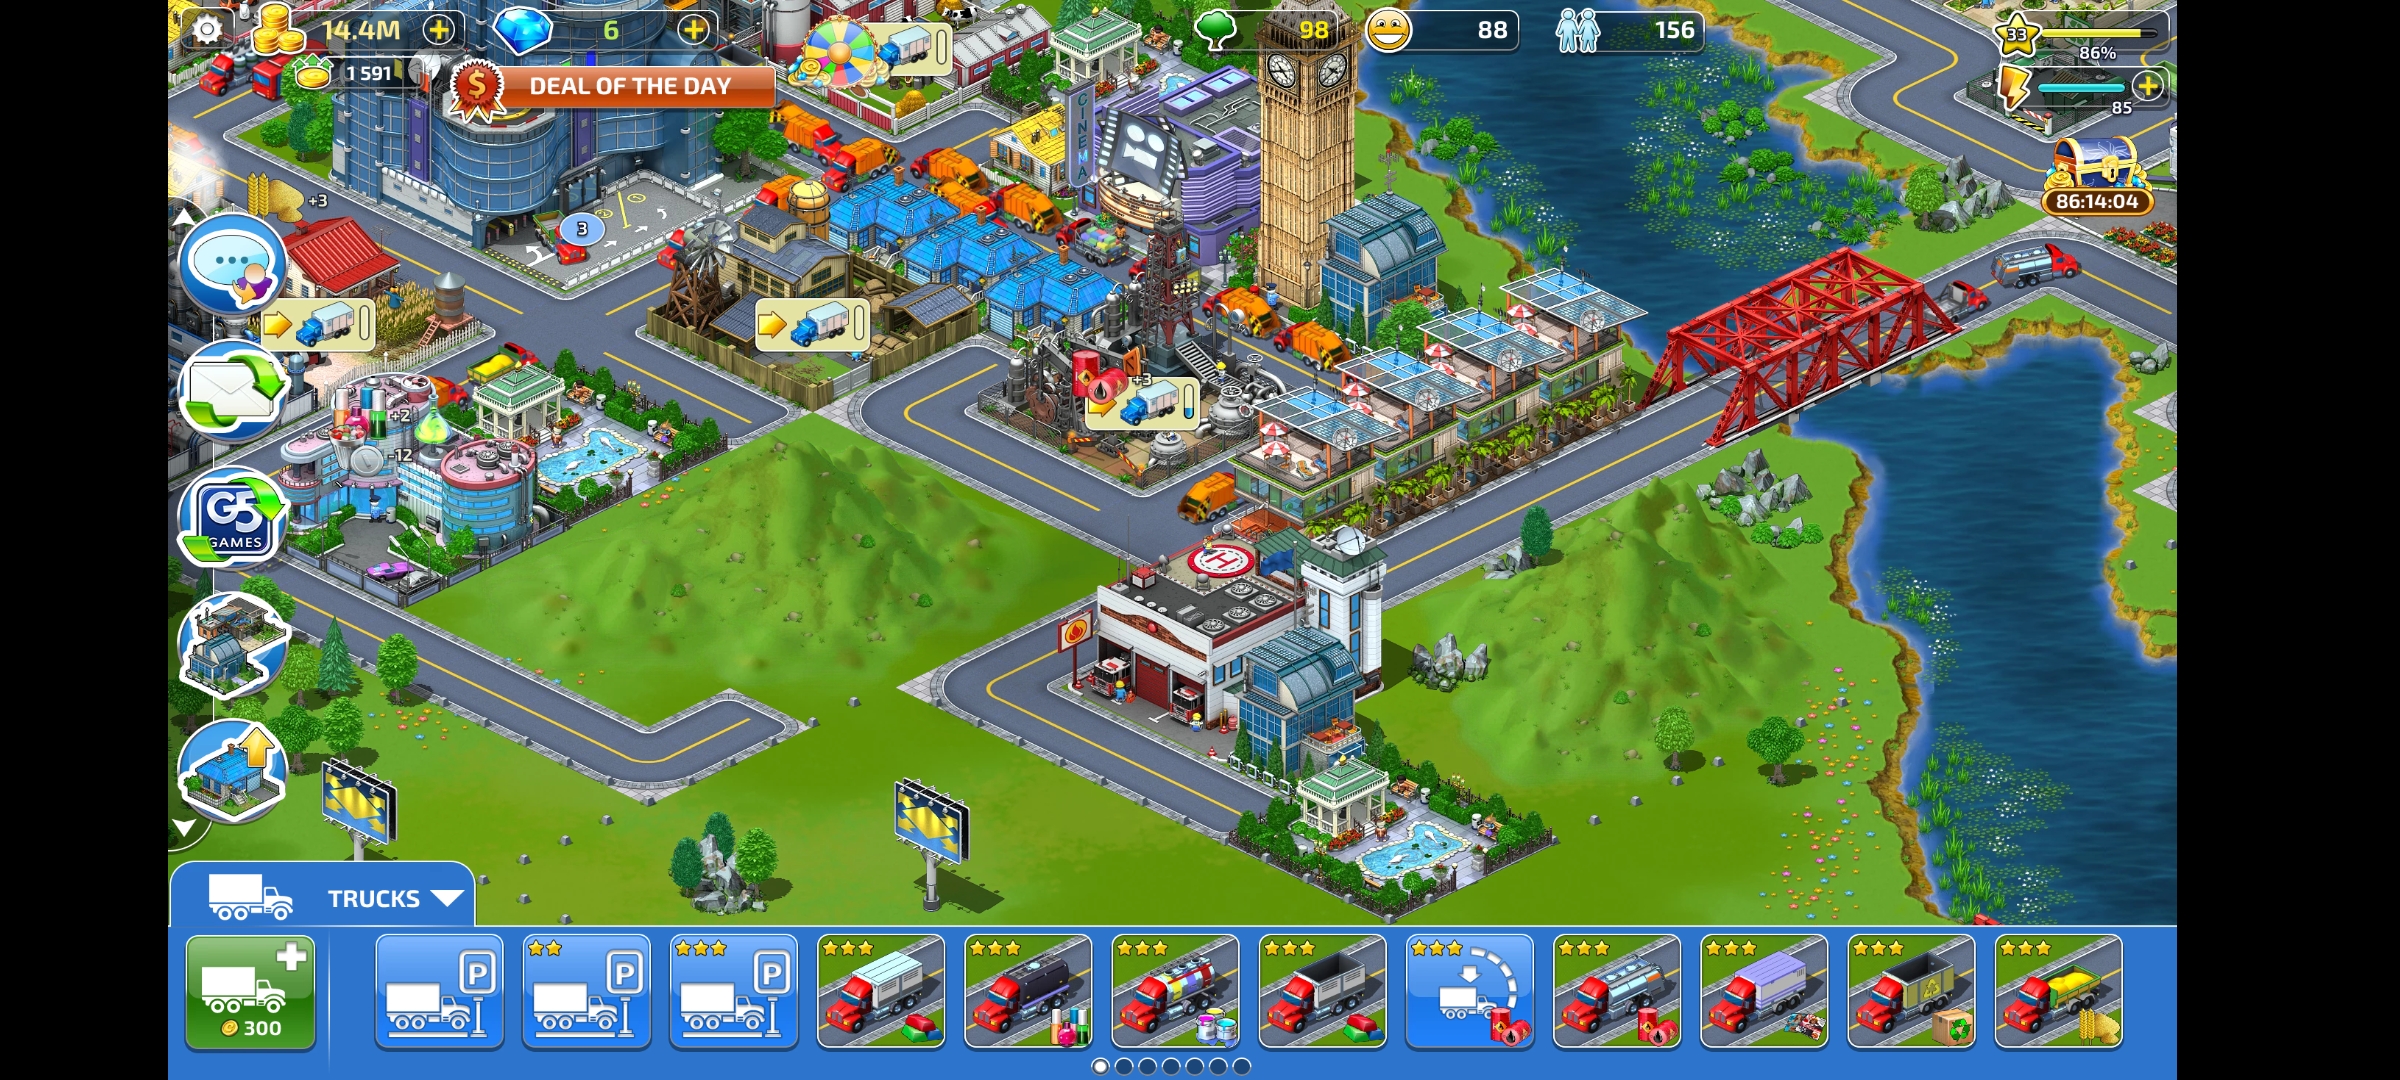 14.4M
6
98
88
156
33
86%
1 591
DEAL OF THE DAY
85
CINEMA
86:14:04
+3
3
+3
+2
-12
G5
GAMES
H
TRUCKS
P
P
P
300